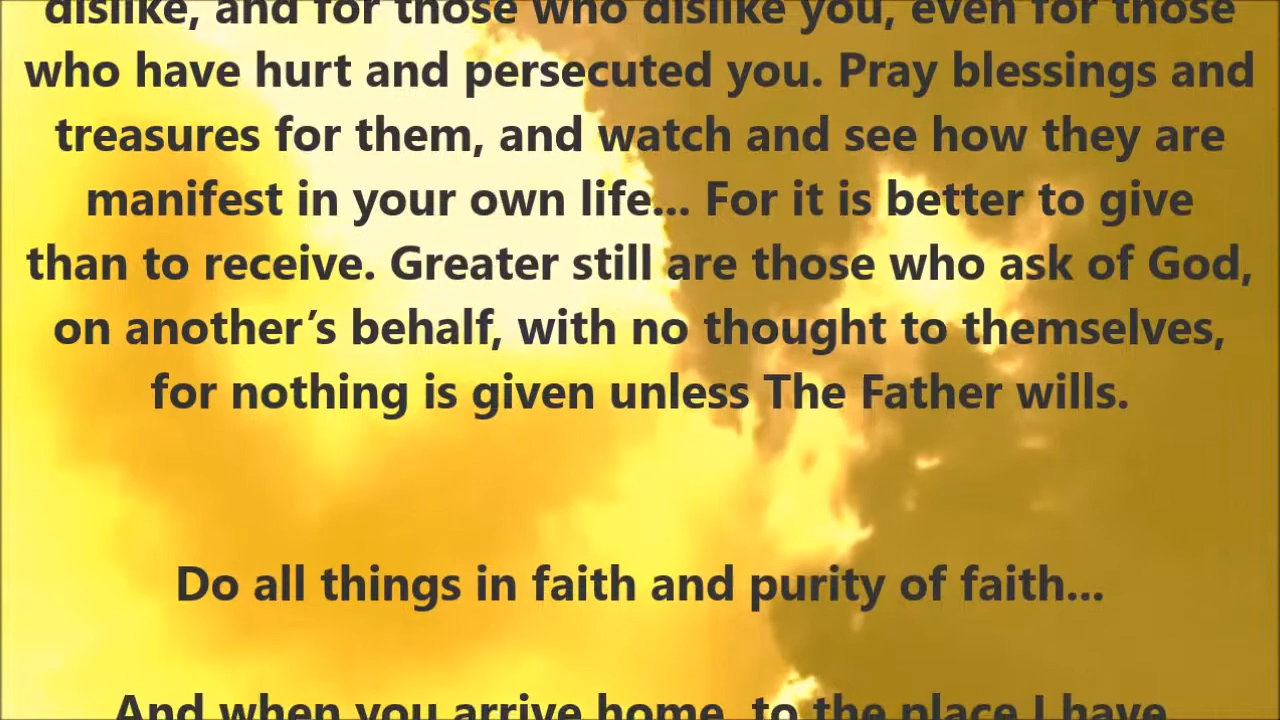 dislike, and for those who dislike you, even for those
who have hurt and persecuted you. Pray blessings and
treasures for them, and watch and see how they are
manifest in your own life... For it is better to give
than to receive. Greater still are those who ask of God,
on another’s behalf, with no thought to themselves,
for nothing is given unless The Father wills.
Do all things in faith and purity of faith...
And when you arrive home, to the place I have